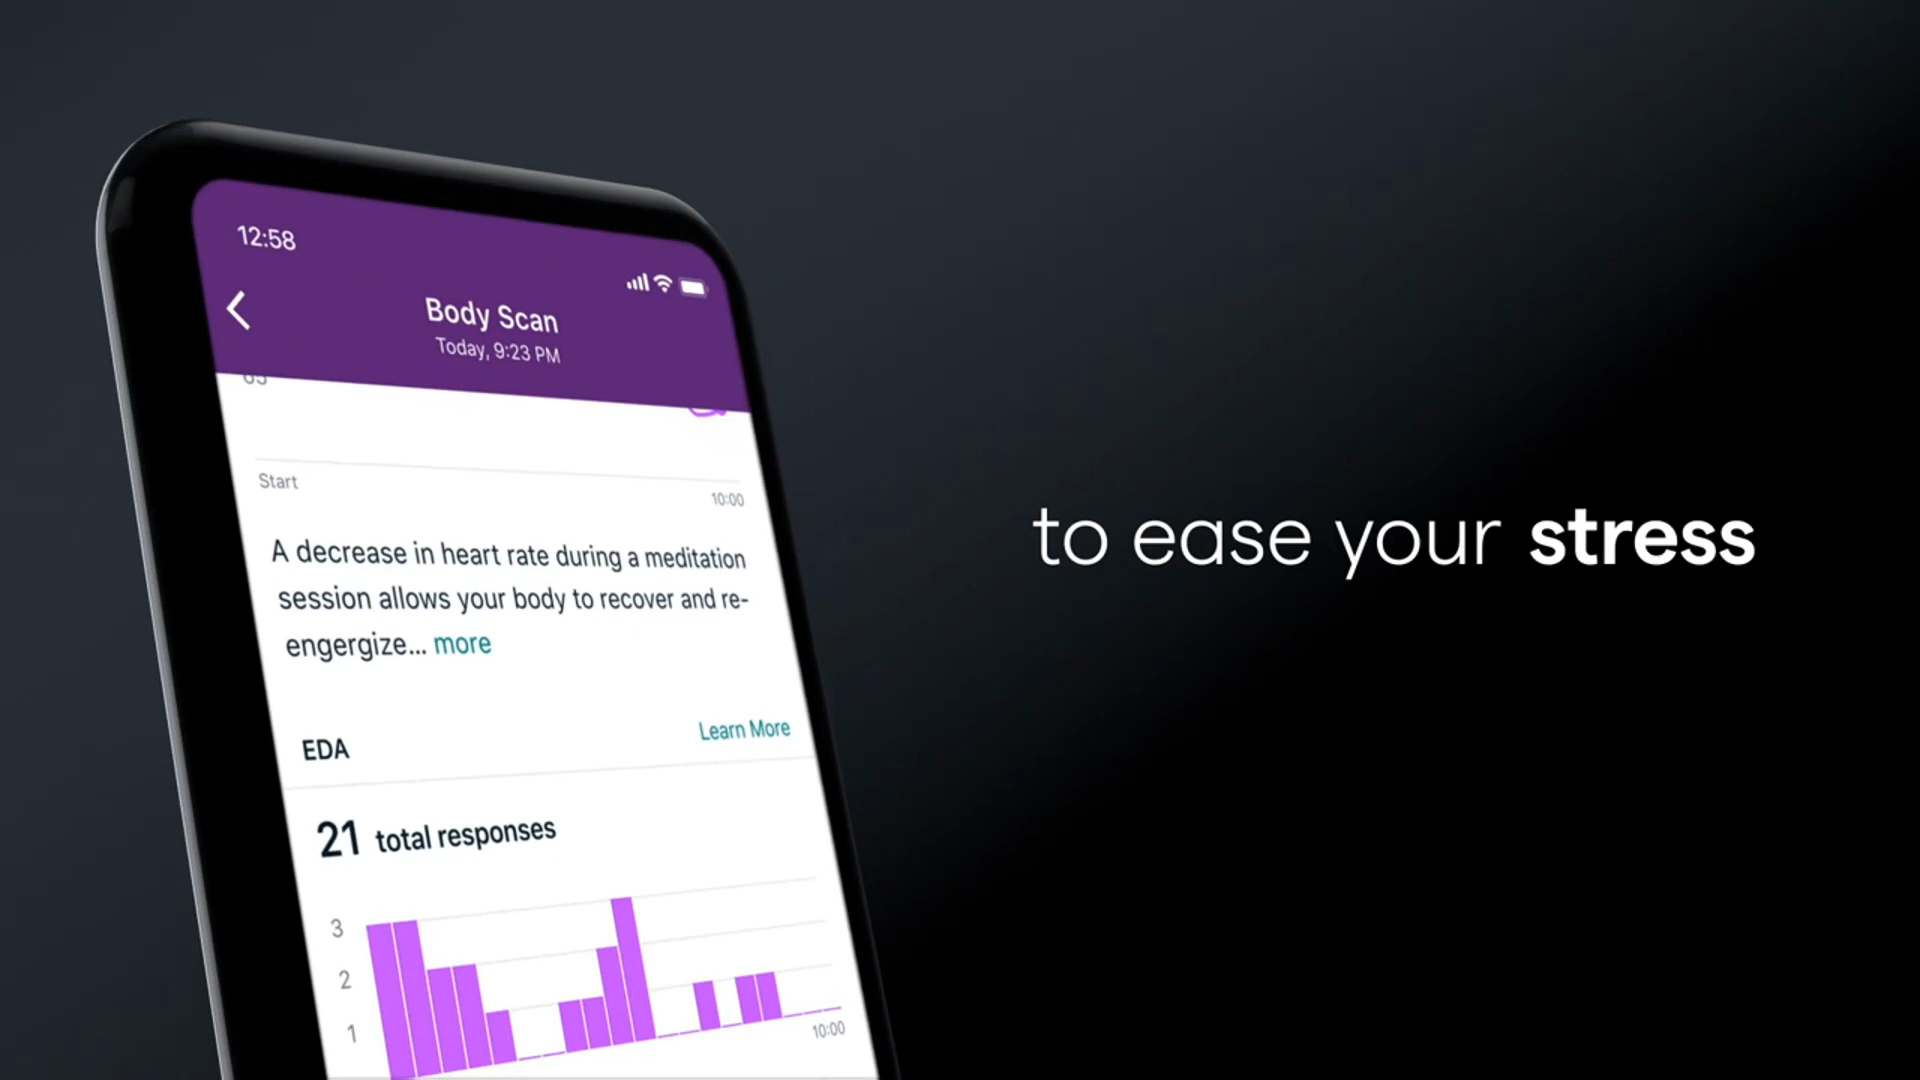 12:58
Body Scan
Today, 9:23 PM
Start
10:00
A decrease in heart rate during a meditation
session allows your body to recover and re-
engergize... more
EDA
Learn More
21 total responses
3
2
1
10:00
to ease your stress